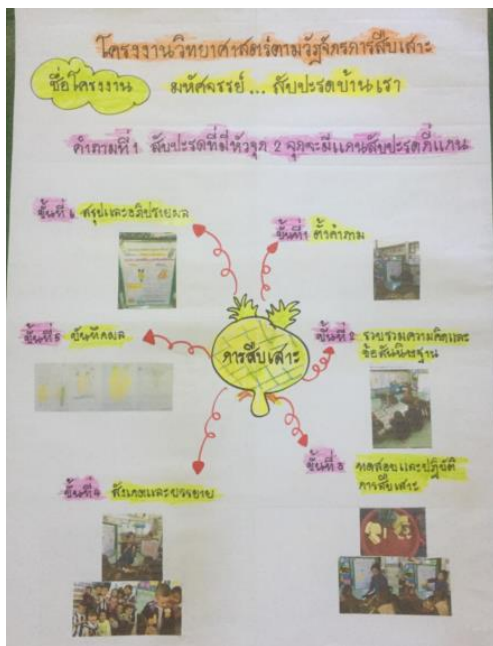 โครงงานวิทยาศาสตร์ตามวัฏจักรการสืบเสาะ
ชื่อโครงงาน มหัศจรรย์ ... สับปะรดบ้านเรา
คำถามที่ 1 สับปะรดที่มีหัวจุก 2 จุกจะมีแกนสับปะรดกี่แกน
ขั้นที่ 1 ตั้งคำถาม
ขั้นที่ 2 รวบรวมความคิดและ
ข้อสันนิษฐาน
ขั้นที่ 3 ทดสอบและปฏิบัติ
การสืบเสาะ
ขั้นที่ 4 สังเกตและบรรยาย
ขั้นที่ 5 บันทึกผล
ขั้นที่ 6 สรุปและอภิปรายผล
การสืบเสาะ